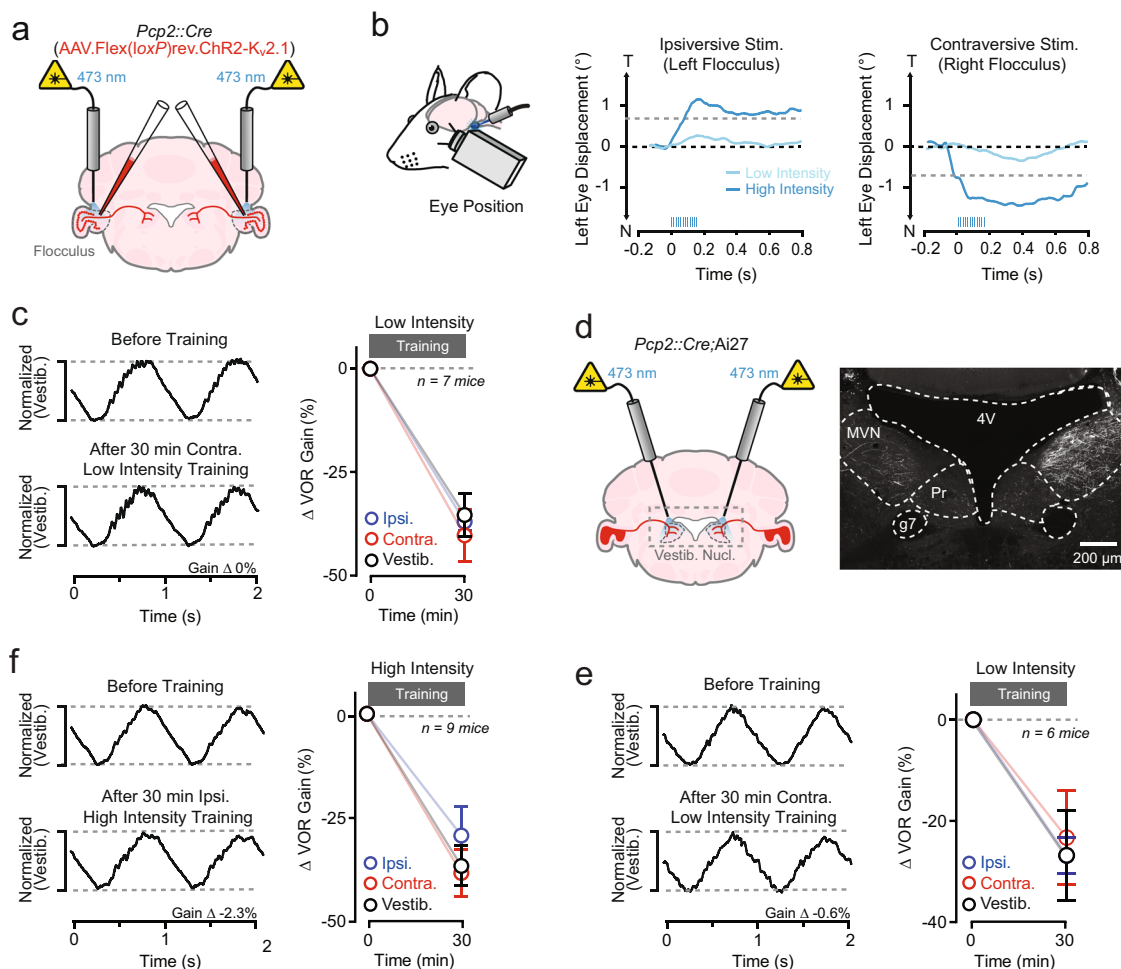 a
Pcp2::Cre
(AAV.Flex(loxP)rev.ChR2-Kv2.1)
473 nm
473 nm
Flocculus
b
Eye Position
Ipsiversive Stim.
(Left Flocculus)
Left Eye Displacement (°)
T
1
0
-1
N
Low Intensity
High Intensity
-0.2 0 0.2 0.4 0.6 0.8
Time (s)
Contraversive Stim.
(Right Flocculus)
Left Eye Displacement (°)
T
1
0
-1
N
-0.2 0 0.2 0.4 0.6 0.8
Time (s)
c
Before Training
Normalized
(Vestib.)
After 30 min Contra.
Low Intensity Training
Normalized
(Vestib.)
Gain Δ 0%
0 1 2
Time (s)
Low Intensity
Training
n = 7 mice
Δ VOR Gain (%)
0
-25
-50
Ipsi.
Contra.
Vestib.
0 30
Time (min)
d
Pcp2::Cre;Ai27
473 nm
473 nm
Vestib. Nucl.
4V
MVN
Pr
g7
200 µm
f
Before Training
Normalized
(Vestib.)
After 30 min Ipsi.
High Intensity Training
Normalized
(Vestib.)
Gain Δ -2.3%
0 1 2
Time (s)
High Intensity
Training
n = 9 mice
Δ VOR Gain (%)
0
-25
-50
Ipsi.
Contra.
Vestib.
0 30
Time (min)
e
Before Training
Normalized
(Vestib.)
After 30 min Contra.
Low Intensity Training
Normalized
(Vestib.)
Gain Δ -0.6%
0 1 2
Time (s)
Low Intensity
Training
n = 6 mice
Δ VOR Gain (%)
0
-20
-40
Ipsi.
Contra.
Vestib.
0 30
Time (min)